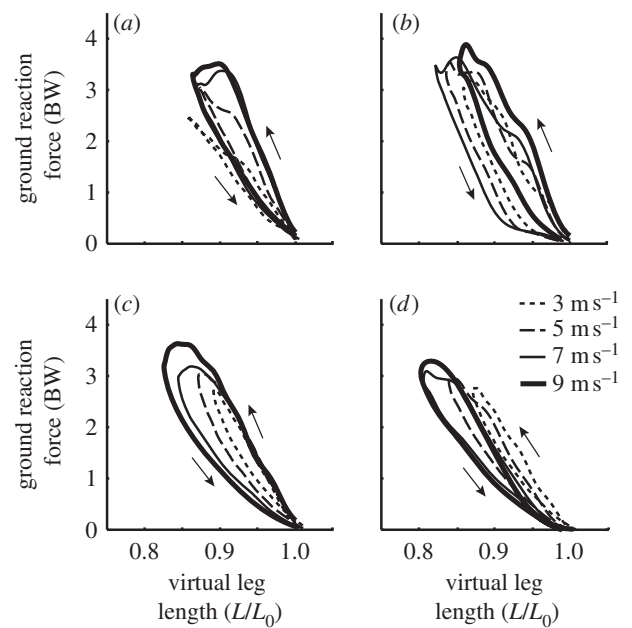 (a)
(b)
4
3
2
1
0
ground reaction
force (BW)
(c)
(d)
3 m s⁻¹
5 m s⁻¹
7 m s⁻¹
9 m s⁻¹
4
3
2
1
0
ground reaction
force (BW)
0.8 0.9 1.0
0.8 0.9 1.0
virtual leg
length (L/L₀)
virtual leg
length (L/L₀)